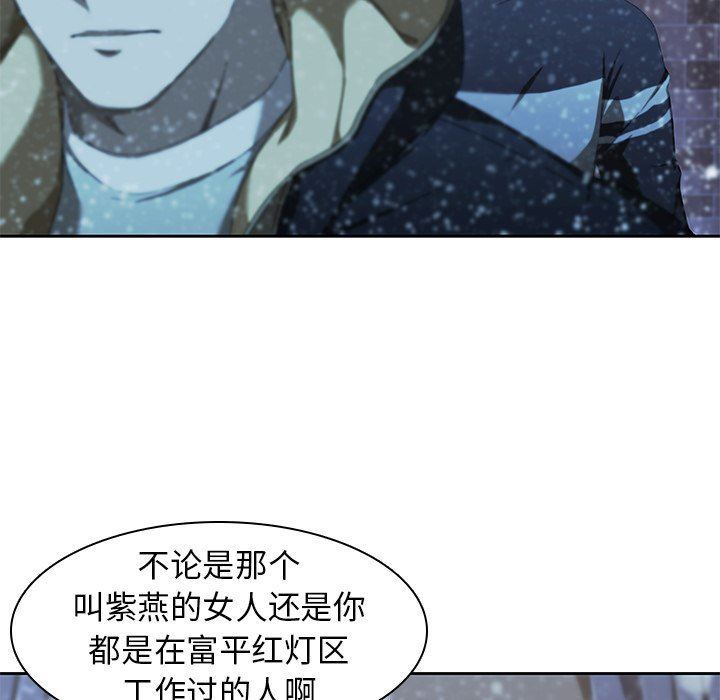 不论是那个
叫紫燕的女人还是你
都是在富平红灯区
工作过的人啊